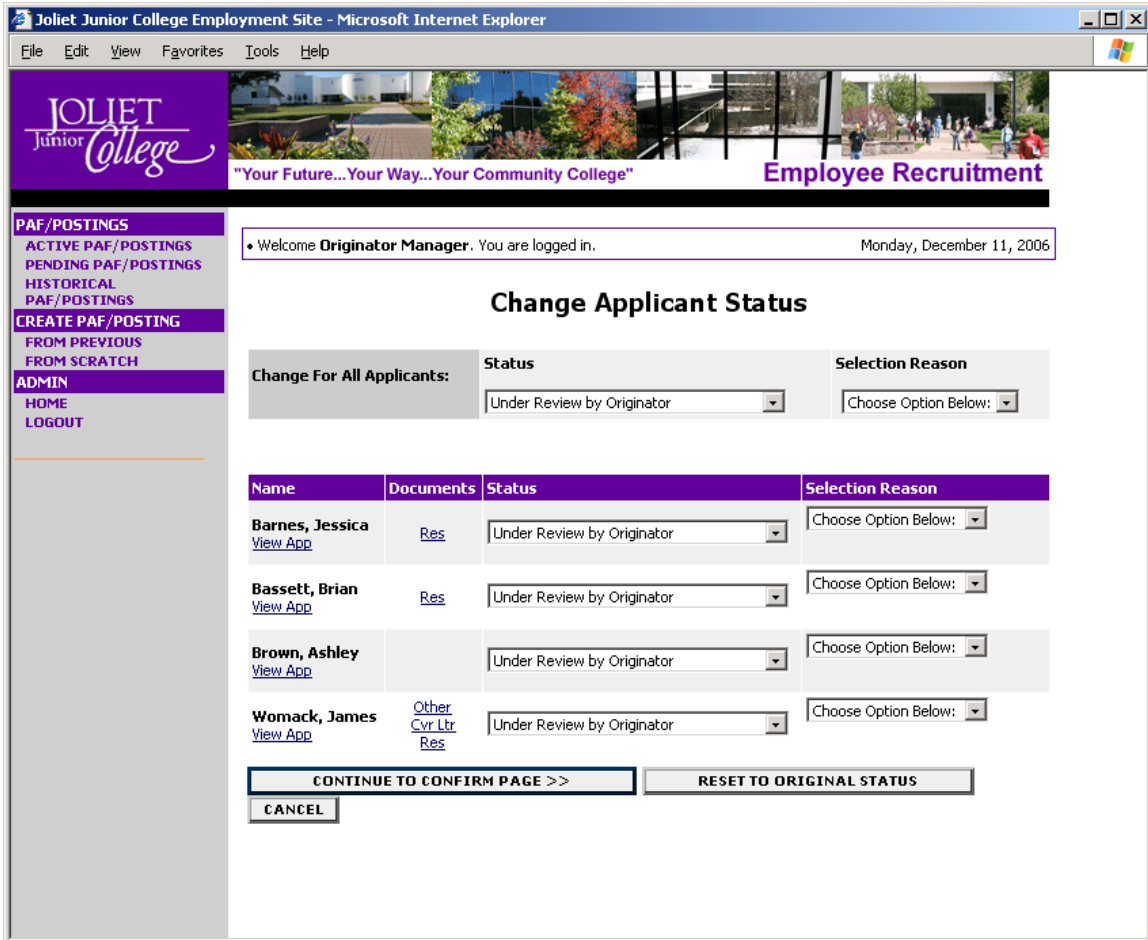 Joliet Junior College Employment Site - Microsoft Internet Explorer
File Edit View Favorites Tools Help
JOLIET
Junior College
"Your Future...Your Way...Your Community College"
Employee Recruitment
PAF/POSTINGS
ACTIVE PAF/POSTINGS
PENDING PAF/POSTINGS
HISTORICAL
PAF/POSTINGS
CREATE PAF/POSTING
FROM PREVIOUS
FROM SCRATCH
ADMIN
HOME
LOGOUT
• Welcome Originator Manager. You are logged in. Monday, December 11, 2006
Change Applicant Status
Change For All Applicants:
Status Selection Reason
Under Review by Originator Choose Option Below:
Name Documents Status Selection Reason
Barnes, Jessica
View App
Res
Under Review by Originator
Choose Option Below:
Bassett, Brian
View App
Res
Under Review by Originator
Choose Option Below:
Brown, Ashley
View App
Under Review by Originator
Choose Option Below:
Womack, James
View App
Other
Cvr Ltr
Res
Under Review by Originator
Choose Option Below:
CONTINUE TO CONFIRM PAGE >> RESET TO ORIGINAL STATUS
CANCEL